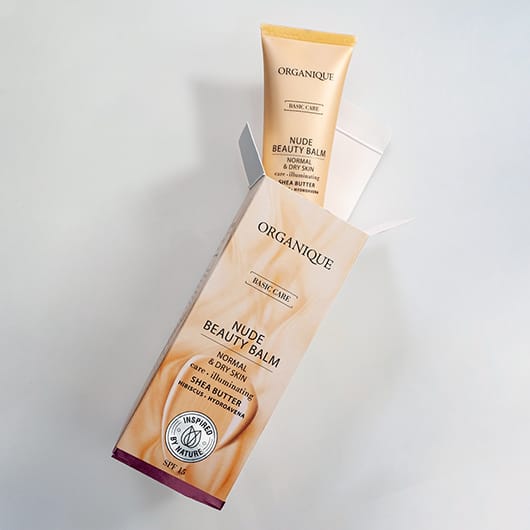 ORGANIQUE
BASIC CARE
NUDE
BEAUTY BALM
NORMAL
& DRY SKIN
care • illuminating
SHEA BUTTER
• HYDROAVENA
ORGANIQUE
BASIC CARE
NUDE
BEAUTY BALM
NORMAL
& DRY SKIN
care • illuminating
SHEA BUTTER
HIBISCUS • HYDROAVENA
INSPIRED
BY NATURE
SPF 15